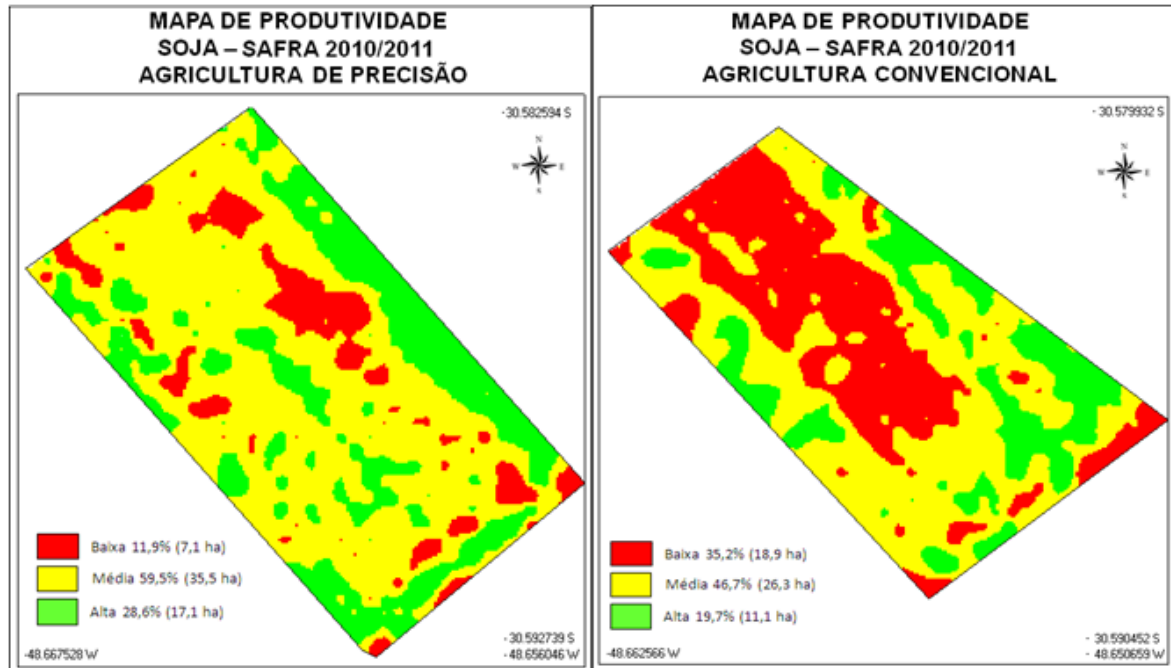 MAPA DE PRODUTIVIDADE
SOJA – SAFRA 2010/2011
AGRICULTURA DE PRECISÃO
- 30.582594 S
N
W E
S
Baixa 11,9% (7,1 ha)
Média 59,5% (35,5 ha)
Alta 28,6% (17,1 ha)
-48.667528 W
- 30.592739 S
- 48.656046 W
MAPA DE PRODUTIVIDADE
SOJA – SAFRA 2010/2011
AGRICULTURA CONVENCIONAL
- 30.579932 S
N
W E
S
Baixa 35,2% (18,9 ha)
Média 46,7% (26,3 ha)
Alta 19,7% (11,1 ha)
-48.662566 W
- 30.590452 S
- 48.650659 W